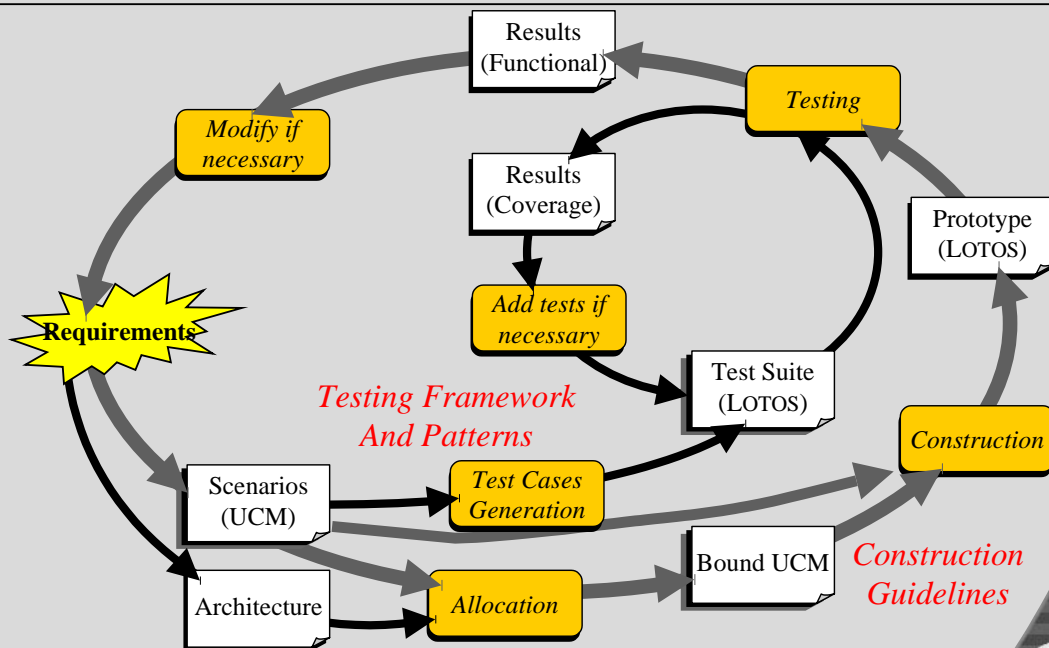 Results
(Functional)
Testing
Modify if
necessary
Results
(Coverage)
Prototype
(LOTOS)
Add tests if
necessary
Requirements
Test Suite
(LOTOS)
Testing Framework
And Patterns
Construction
Scenarios
(UCM)
Test Cases
Generation
Bound UCM
Construction
Guidelines
Architecture
Allocation